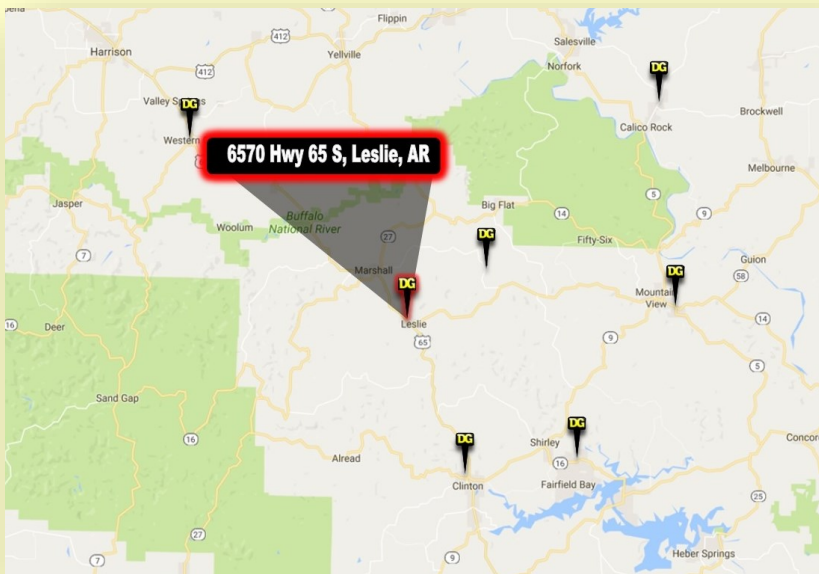 pena
Flippin
412
Harrison
Yellville
Salesville
412
Norfork
DG
Valley Springs
DG
Brockwell
Western
Calico Rock
6570 Hwy 65 S, Leslie, AR
Melbourne
5
Jasper
Big Flat
14
9
Buffalo
National River
Woolum
27
DG
Fifty-Six
7
Guion
Marshall
DG
58
DG
Mountain
View
16
Deer
Leslie
14
65
9
5
Sand Gap
DG
DG
16
Shirley
Concord
Alread
16
Clinton
Fairfield Bay
25
27
7
9
Heber Springs